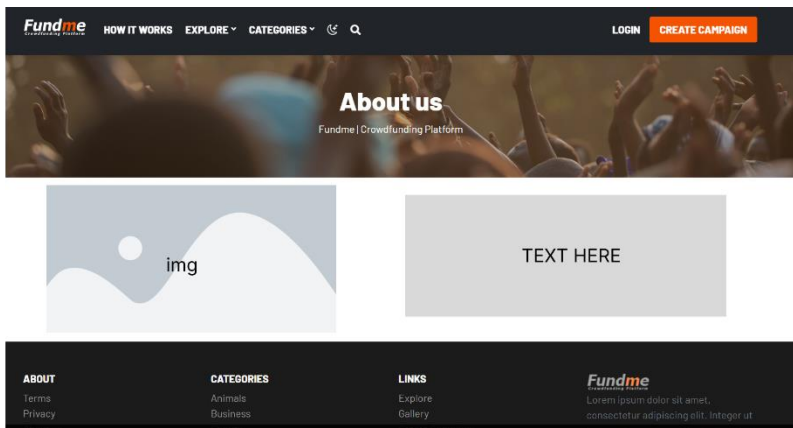 Fundme
Crowdfunding Platform
HOW IT WORKS EXPLORE CATEGORIES
LOGIN CREATE CAMPAIGN
About us
Fundme | Crowdfunding Platform
img
TEXT HERE
ABOUT
Terms
Privacy
CATEGORIES
Animals
Business
LINKS
Explore
Gallery
Fundme
Crowdfunding Platform
Lorem ipsum dolor sit amet,
consectetur adipiscing elit. Integer ut